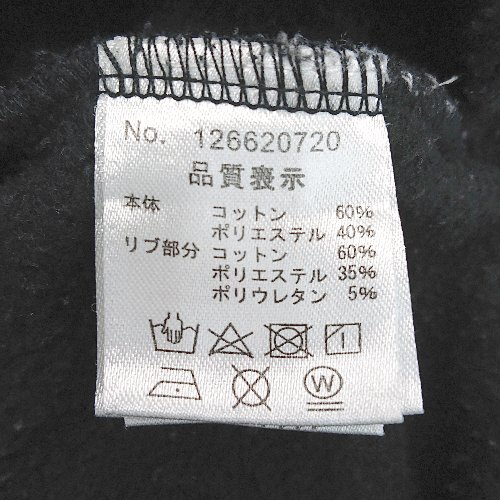 No. 126620720
品質表示
本体 コットン 60%
ポリエステル 40%
リブ部分 コットン 60%
ポリエステル 35%
ポリウレタン 5%
W